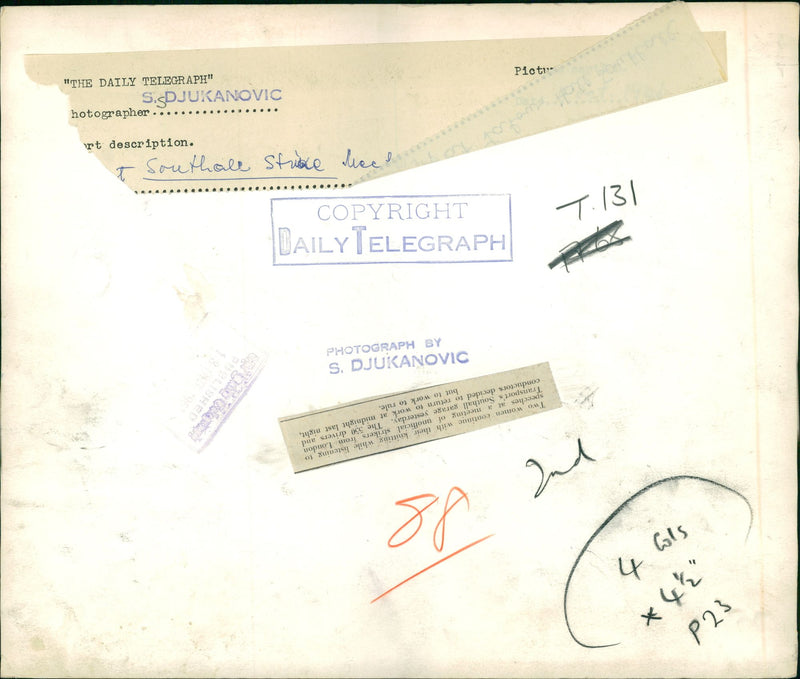 "THE DAILY TELEGRAPH"
S. DJUKANOVIC
hotographer
rt description.
Southall Strike
Pictu
COPYRIGHT
DAILY TELEGRAPH
T.131
PHOTOGRAPH BY
S. DJUKANOVIC
Two women continue with their knitting while listening to
speeches at a meeting of unofficial strikers from London
Transport's Southall garage yesterday. The 550 drivers and
conductors decided to return to work at midnight last night,
but to work to rule.
2nd
88
4 Cols
* 4½"
P23